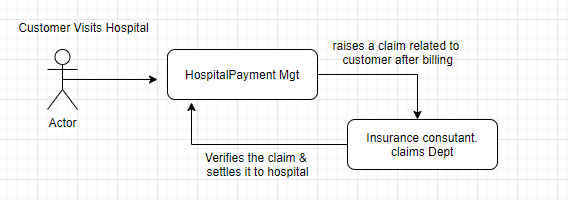 Customer Visits Hospital
raises a claim related to
customer after billing
HospitalPayment Mgt
Actor
Insurance consutant.
claims Dept
Verifies the claim &
settles it to hospital